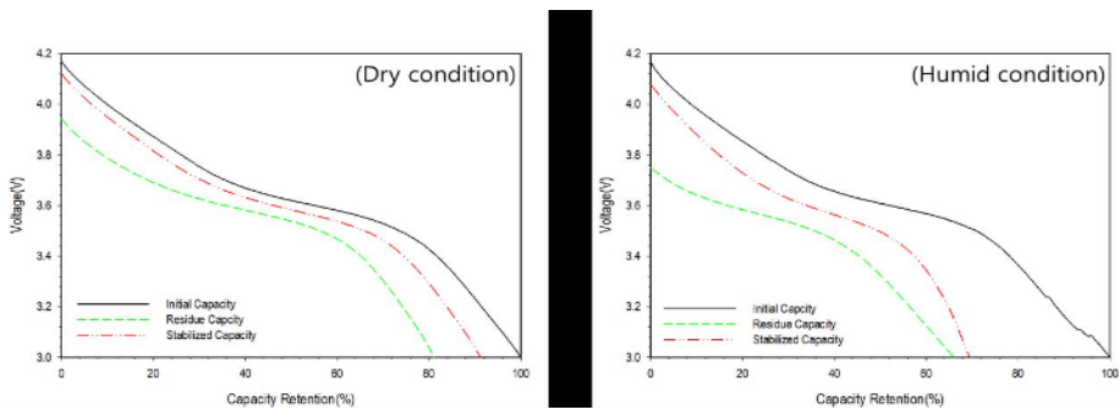 (Dry condition)
4.2
4.0
3.8
3.6
3.4
3.2
3.0
Voltage(V)
Initial Capacity
Residue Capcity
Stabilized Capacity
0 20 40 60 80 100
Capacity Retention(%)
(Humid condition)
4.2
4.0
3.8
3.6
3.4
3.2
3.0
Voltage(V)
Initial Capcity
Residue Capcity
Stabilized Capacity
0 20 40 60 80 100
Capacity Retention(%)